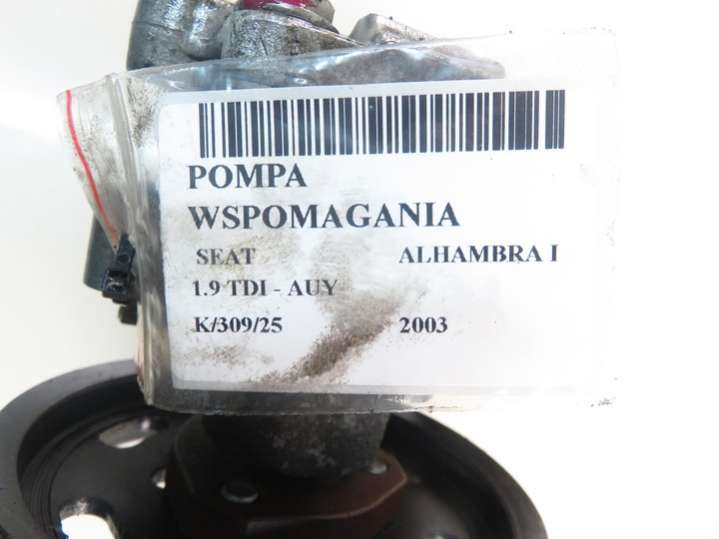 POMPA
WSPOMAGANIA
SEAT ALHAMBRA I
1.9 TDI - AUY
K/309/25 2003